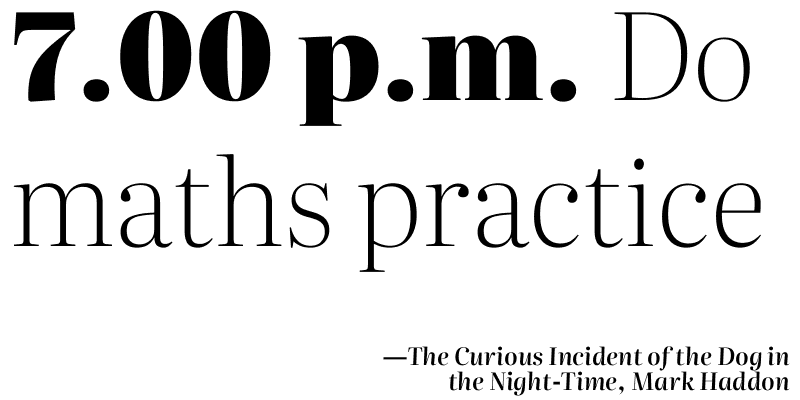 7.00 p.m. Do
maths practice
—The Curious Incident of the Dog in
the Night-Time, Mark Haddon